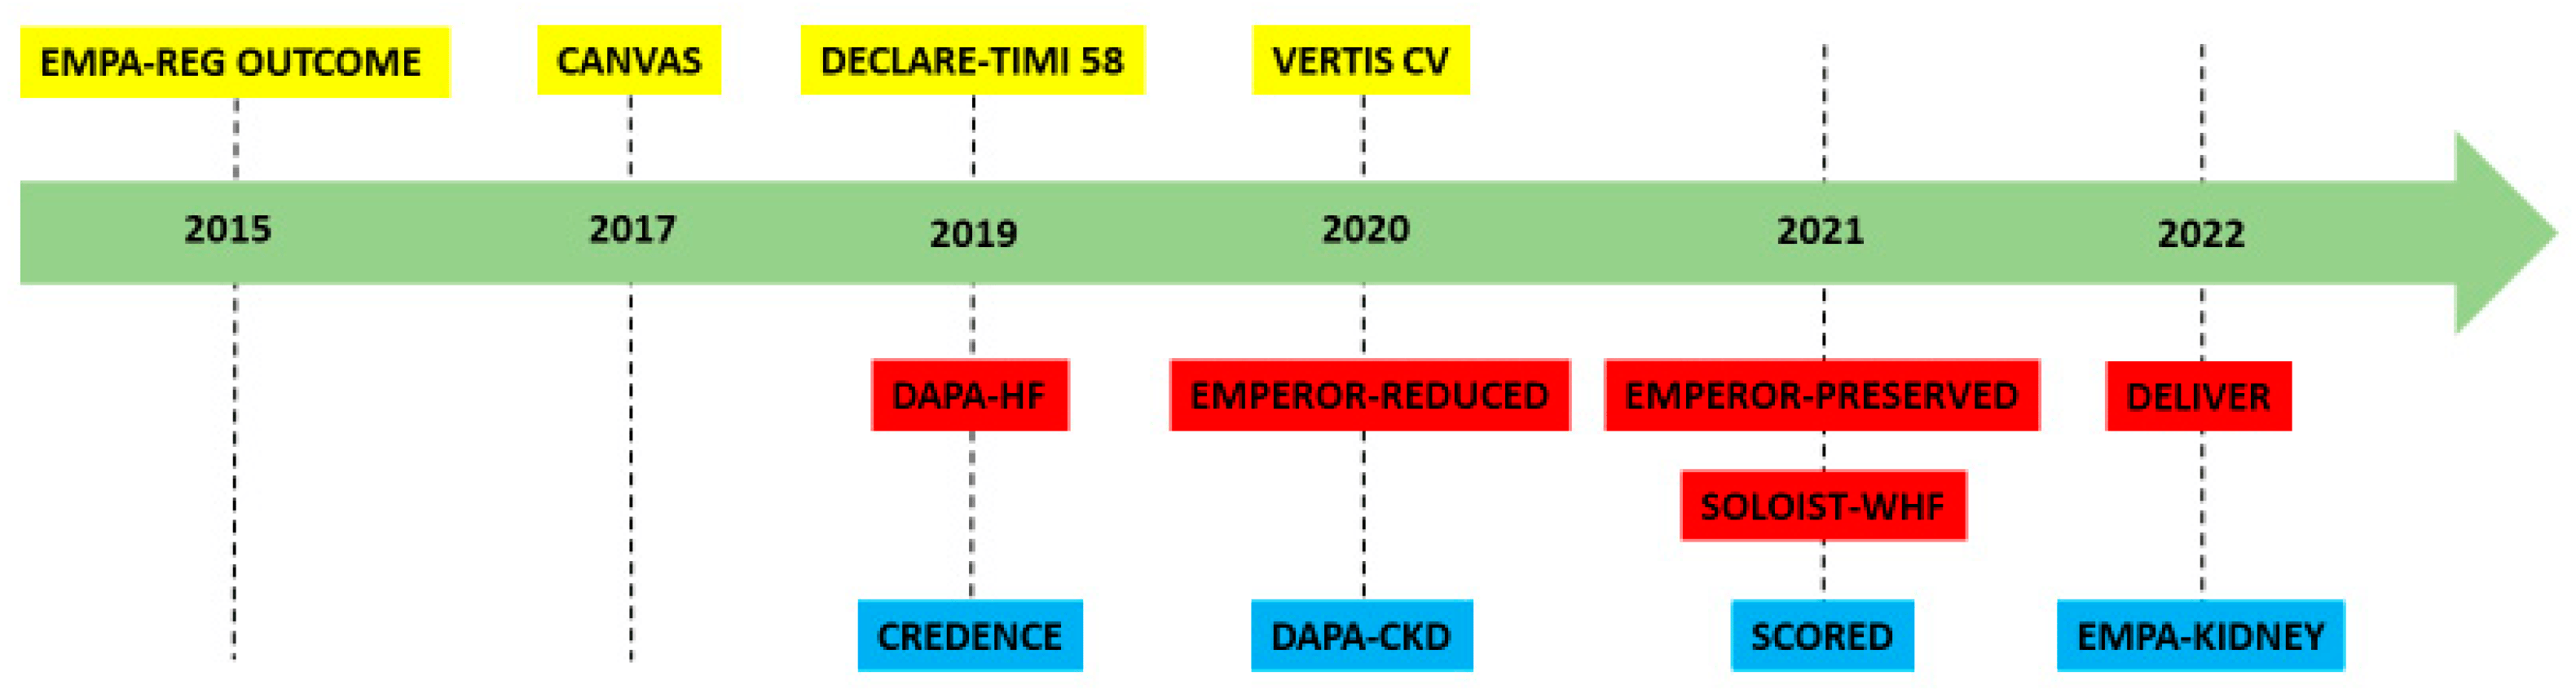 EMPA-REG OUTCOME
CANVAS
DECLARE-TIMI 58
VERTIS CV
2015
2017
2019
2020
2021
2022
DAPA-HF
EMPEROR-REDUCED
EMPEROR-PRESERVED
DELIVER
SOLOIST-WHF
CREDENCE
DAPA-CKD
SCORED
EMPA-KIDNEY